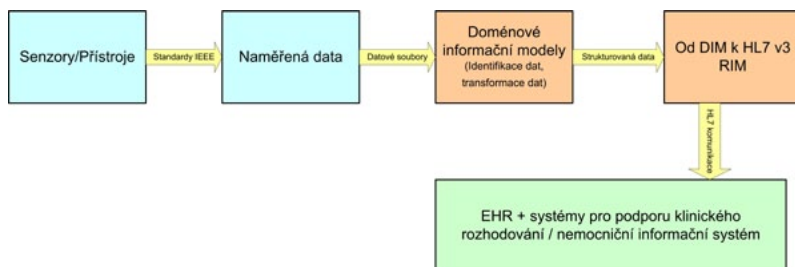 Senzory/Přístroje
Standardy IEEE
Naměřená data
Datové soubory
Doménové
informační modely
(Identifikace dat,
transformace dat)
Strukturovaná data
Od DIM k HL7 v3
RIM
HL7 komunikace
EHR + systémy pro podporu klinického
rozhodování / nemocniční informační systém